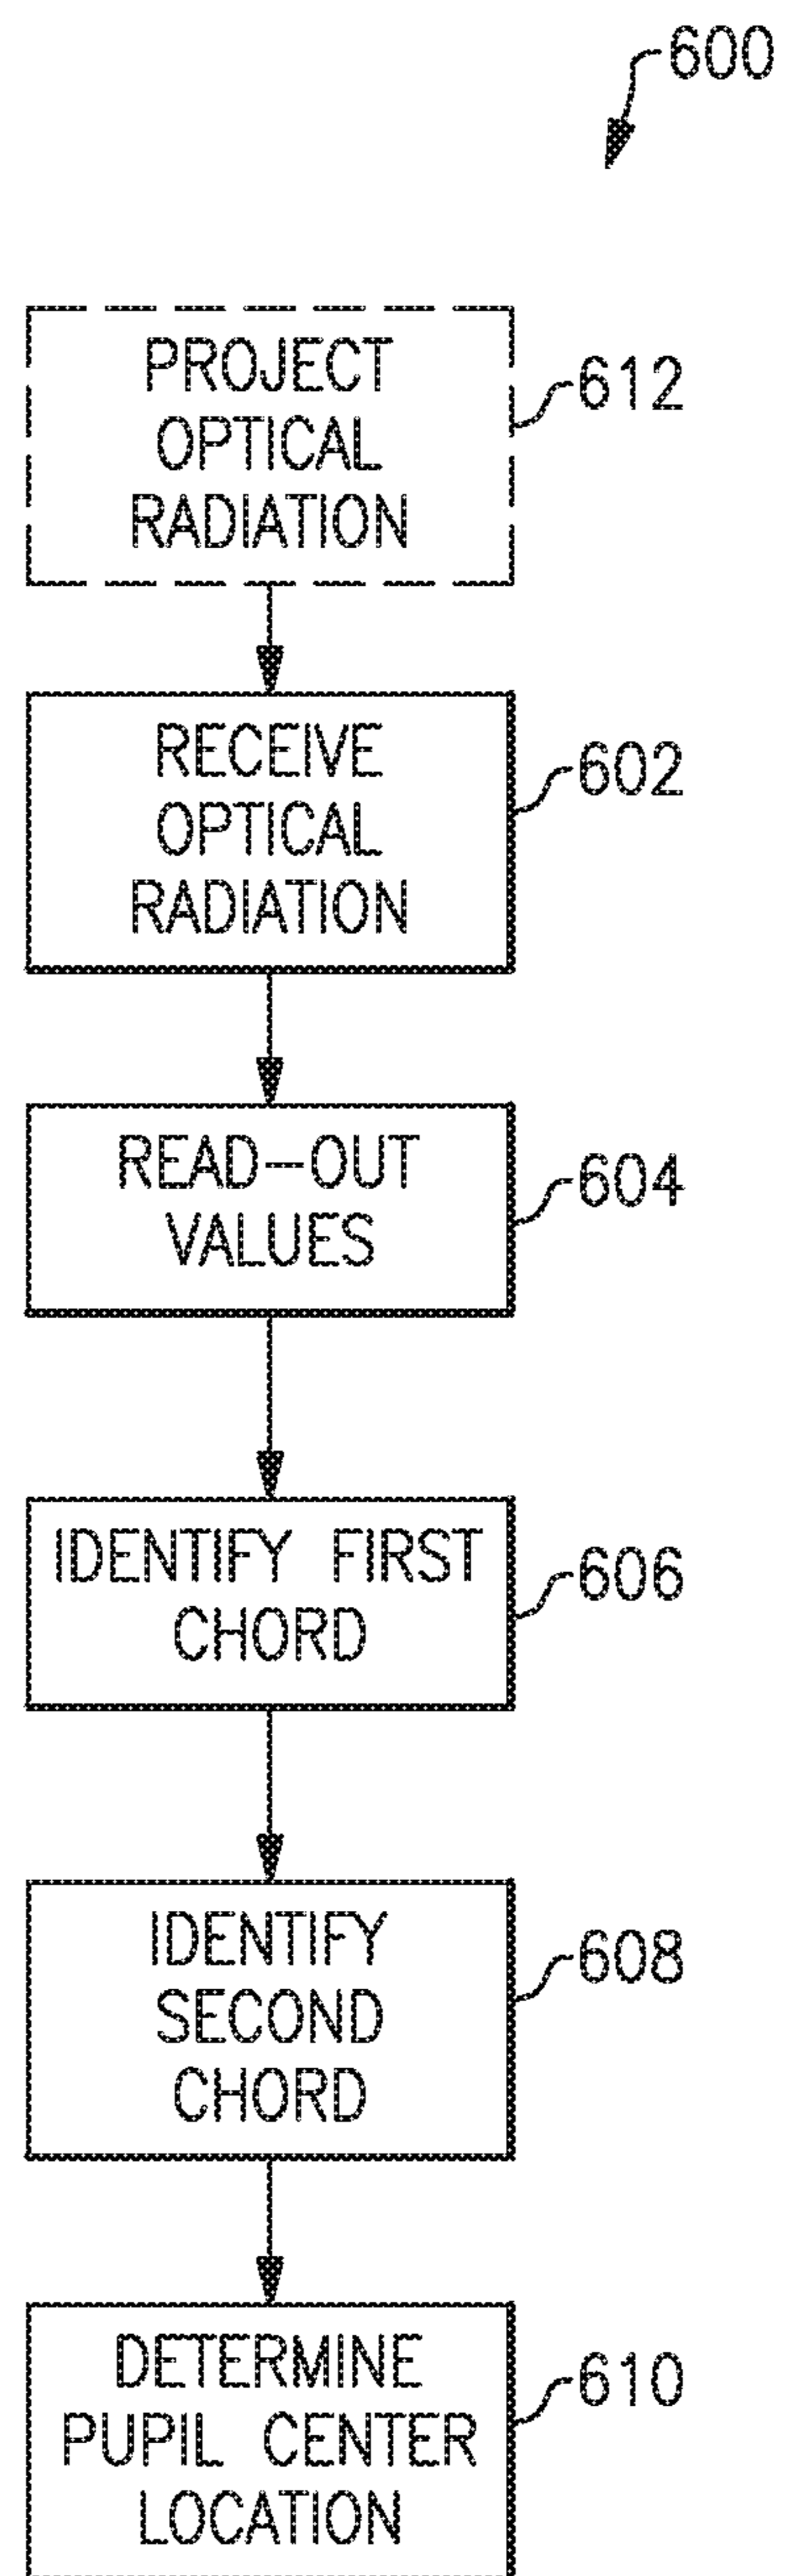 600
PROJECT
OPTICAL
RADIATION
612
RECEIVE
OPTICAL
RADIATION
602
READ-OUT
VALUES
604
IDENTIFY FIRST
CHORD
606
IDENTIFY
SECOND
CHORD
608
DETERMINE
PUPIL CENTER
LOCATION
610